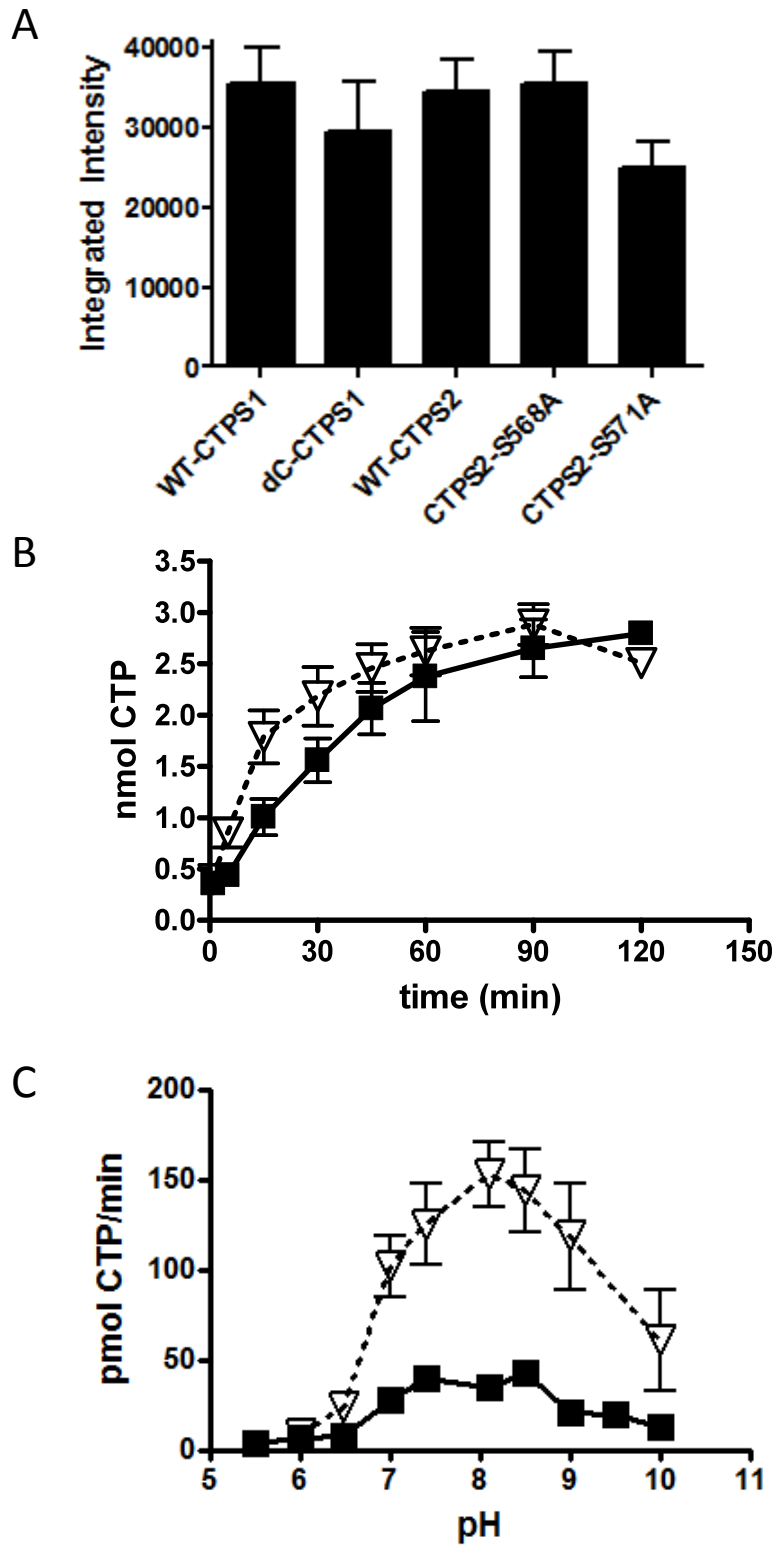 A
Integrated Intensity
40000
30000
20000
10000
0
WT-CTPS1
dC-CTPS1
WT-CTPS2
CTPS2-S568A
CTPS2-S571A
B
nmol CTP
3.5
3.0
2.5
2.0
1.5
1.0
0.5
0.0
0 30 60 90 120 150
time (min)
C
pmol CTP/min
200
150
100
50
0
5 6 7 8 9 10 11
pH